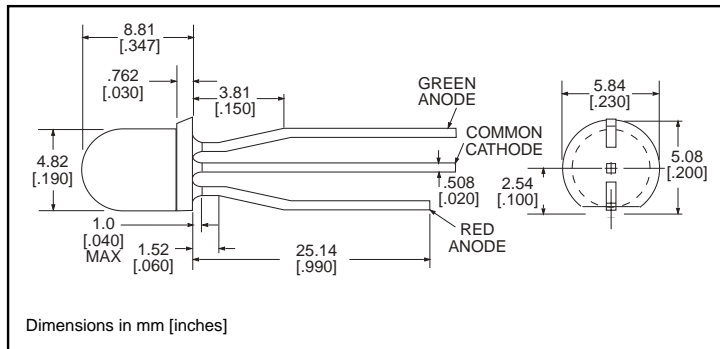 8.81
[.347]
.762
[.030]
3.81
[.150]
GREEN
ANODE
5.84
[.230]
COMMON
CATHODE
4.82
[.190]
.508
[.020]
2.54
[.100]
5.08
[.200]
1.0
[.040]
MAX
1.52
[.060]
25.14
[.990]
RED
ANODE
Dimensions in mm [inches]